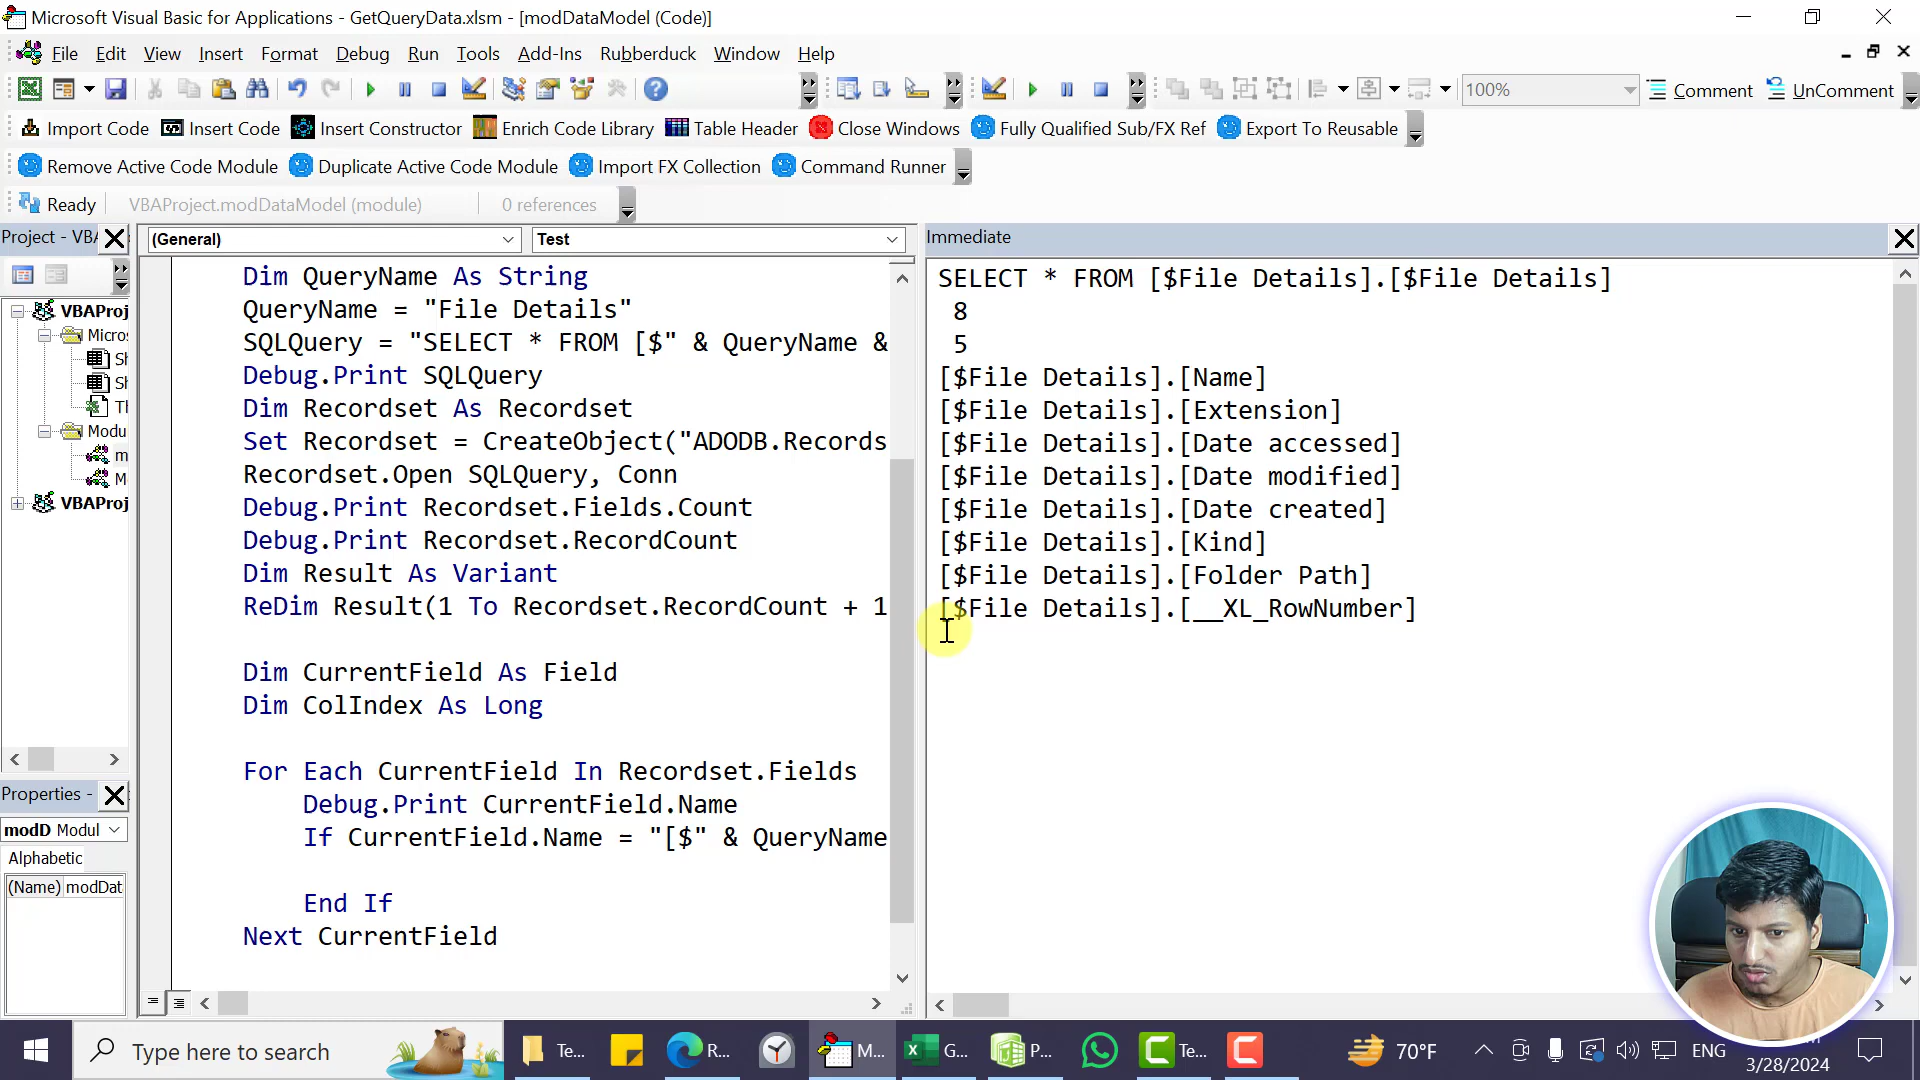 Microsoft Visual Basic for Applications - GetQueryData.xlsm - [modDataModel (Code)]
File Edit View Insert Format Debug Run Tools Add-Ins Rubberduck Window Help
100% Comment UnComment
Import Code Insert Code Insert Constructor Enrich Code Library Table Header Close Windows Fully Qualified Sub/FX Ref Export To Reusable
Remove Active Code Module Duplicate Active Code Module Import FX Collection Command Runner
Ready VBAProject.modDataModel (module) 0 references
Project - VBA
(General) Test
Immediate
VBAProj
Micros
Sh
Sh
Th
Modu
m
M
VBAProj
Properties -
modD Modul
Alphabetic
(Name) modDat
Dim QueryName As String
QueryName = "File Details"
SQLQuery = "SELECT * FROM [$" & QueryName &
Debug.Print SQLQuery
Dim Recordset As Recordset
Set Recordset = CreateObject("ADODB.Records
Recordset.Open SQLQuery, Conn
Debug.Print Recordset.Fields.Count
Debug.Print Recordset.RecordCount
Dim Result As Variant
ReDim Result(1 To Recordset.RecordCount + 1
Dim CurrentField As Field
Dim ColIndex As Long
For Each CurrentField In Recordset.Fields
Debug.Print CurrentField.Name
If CurrentField.Name = "[$" & QueryName
End If
Next CurrentField
SELECT * FROM [$File Details].[$File Details]
8
5
[$File Details].[Name]
[$File Details].[Extension]
[$File Details].[Date accessed]
[$File Details].[Date modified]
[$File Details].[Date created]
[$File Details].[Kind]
[$File Details].[Folder Path]
[$File Details].[__XL_RowNumber]
Type here to search Te... R... M... G... P... Te... 70°F ENG
3/28/2024